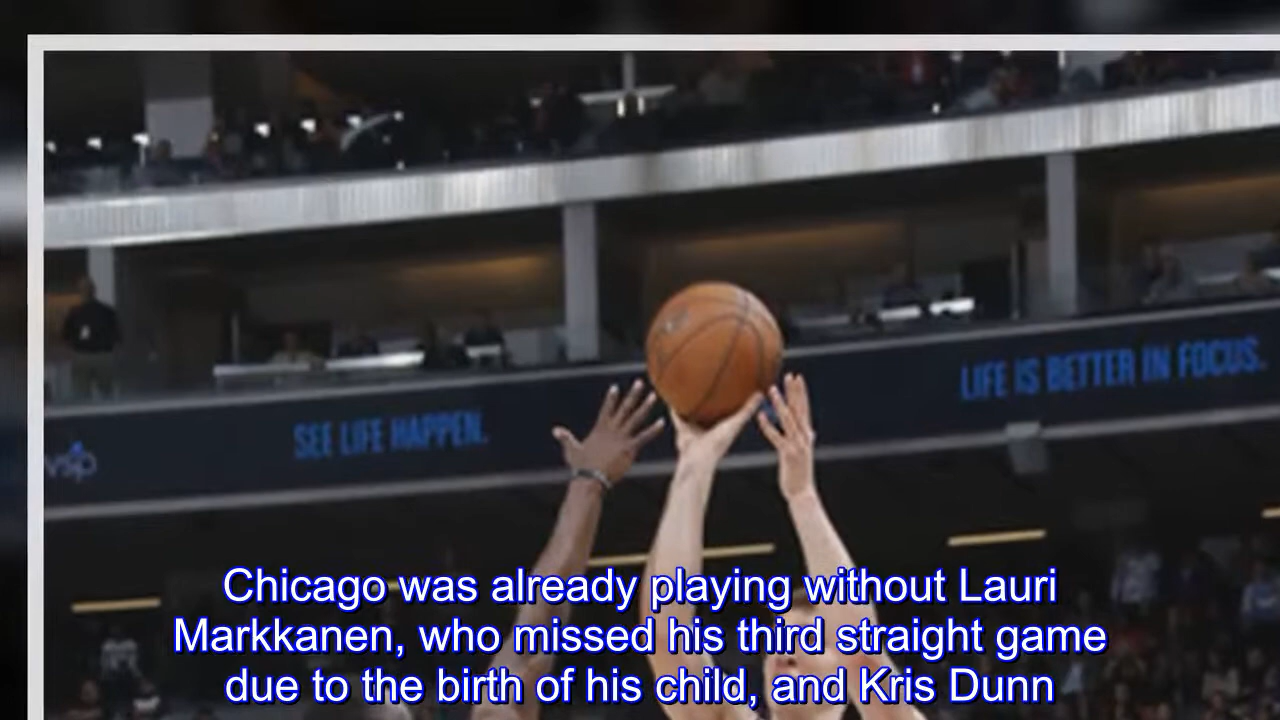 SEE LIFE HAPPEN.
LIFE IS BETTER IN FOCUS.
vsp
Chicago was already playing without Lauri
Markkanen, who missed his third straight game
due to the birth of his child, and Kris Dunn